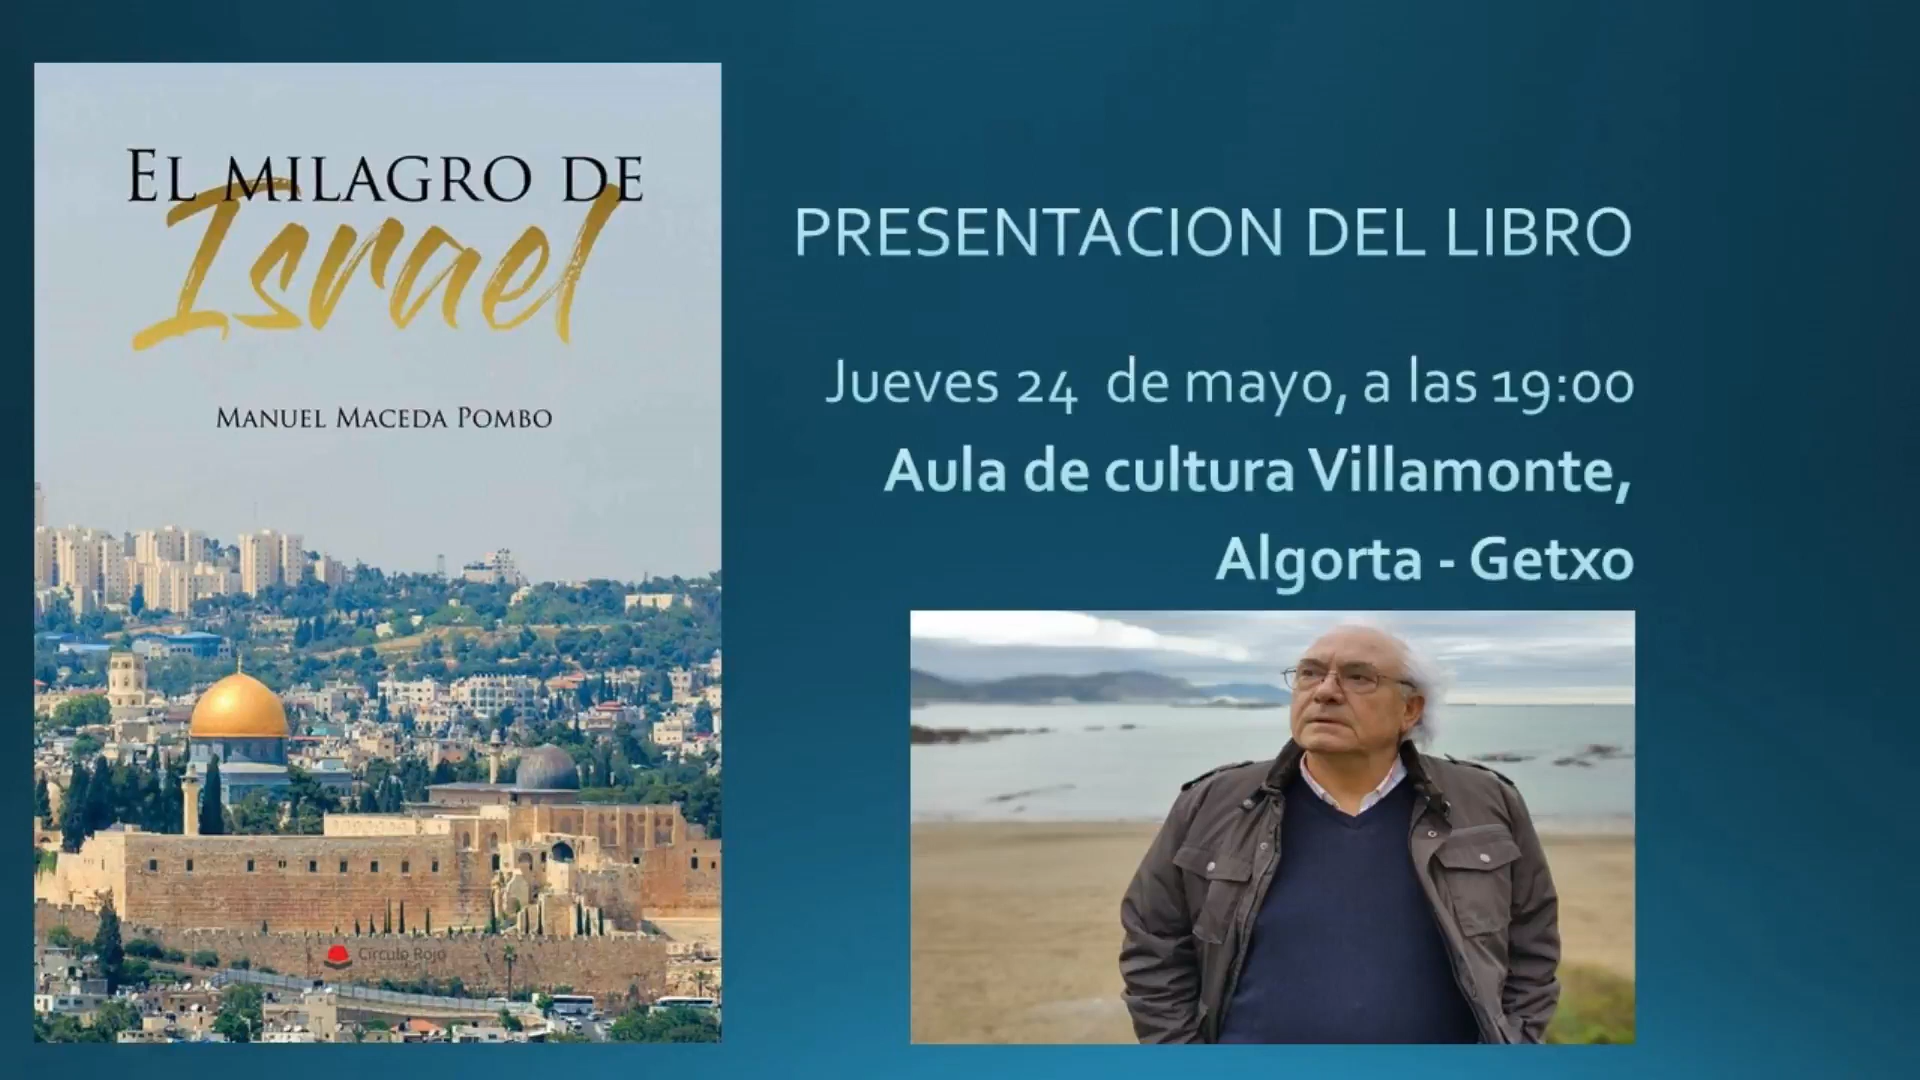 EL MILAGRO DE
Israel
MANUEL MACEDA POMBO
Círculo Rojo
PRESENTACION DEL LIBRO
Jueves 24 de mayo, a las 19:00
Aula de cultura Villamonte,
Algorta - Getxo